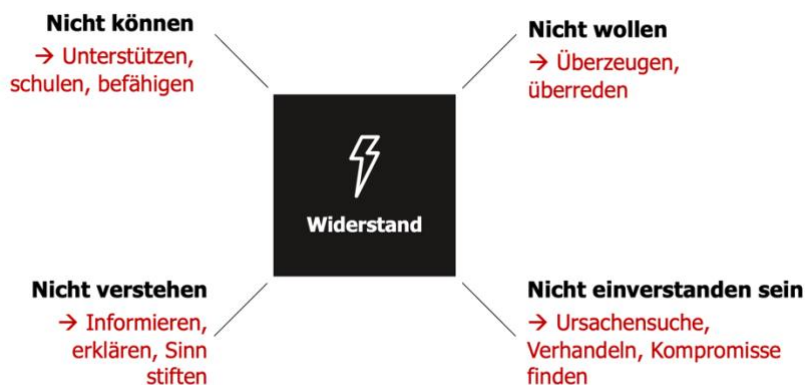 Nicht können
→ Unterstützen,
schulen, befähigen
Nicht wollen
→ Überzeugen,
überreden
Widerstand
Nicht verstehen
→ Informieren,
erklären, Sinn
stiften
Nicht einverstanden sein
→ Ursachensuche,
Verhandeln, Kompromisse
finden